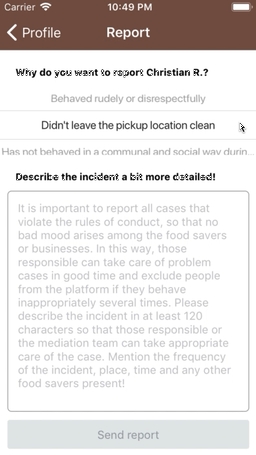 Carrier 10:49 PM
Profile Report
Why do you want to report Christian R.?
Behaved rudely or disrespectfully
Didn't leave the pickup location clean
Has not behaved in a communal and social way durin...
Describe the incident a bit more detailed!
It is important to report all cases that
violate the rules of conduct, so that no
bad mood arises among the food savers
or businesses. In this way, those
responsible can take care of problem
cases in good time and exclude people
from the platform if they behave
inappropriately several times. Please
describe the incident in at least 120
characters so that those responsible or
the mediation team can take appropriate
care of the case. Mention the frequency
of the incident, place, time and any other
food savers present!
Send report